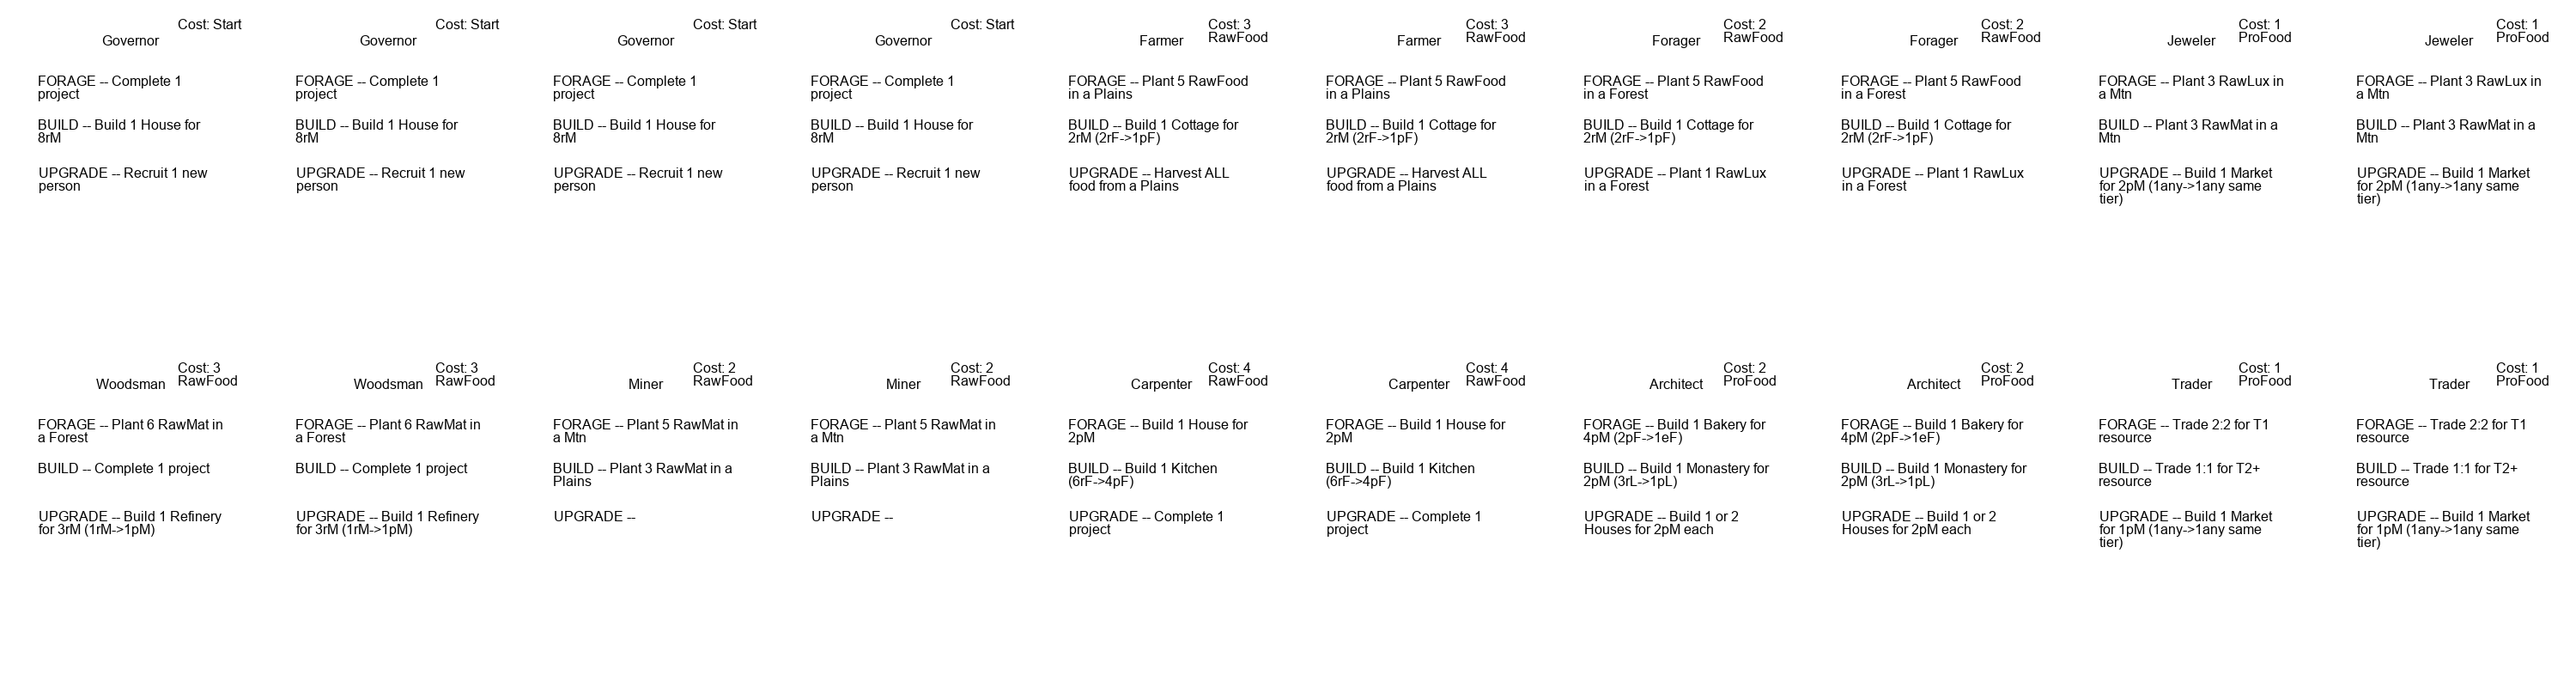 Cost: Start
Governor
FORAGE -- Complete 1
project
BUILD -- Build 1 House for
8rM
UPGRADE -- Recruit 1 new
person
Cost: Start
Governor
FORAGE -- Complete 1
project
BUILD -- Build 1 House for
8rM
UPGRADE -- Recruit 1 new
person
Cost: Start
Governor
FORAGE -- Complete 1
project
BUILD -- Build 1 House for
8rM
UPGRADE -- Recruit 1 new
person
Cost: Start
Governor
FORAGE -- Complete 1
project
BUILD -- Build 1 House for
8rM
UPGRADE -- Recruit 1 new
person
Cost: 3
RawFood
Farmer
FORAGE -- Plant 5 RawFood
in a Plains
BUILD -- Build 1 Cottage for
2rM (2rF->1pF)
UPGRADE -- Harvest ALL
food from a Plains
Cost: 3
RawFood
Farmer
FORAGE -- Plant 5 RawFood
in a Plains
BUILD -- Build 1 Cottage for
2rM (2rF->1pF)
UPGRADE -- Harvest ALL
food from a Plains
Cost: 2
RawFood
Forager
FORAGE -- Plant 5 RawFood
in a Forest
BUILD -- Build 1 Cottage for
2rM (2rF->1pF)
UPGRADE -- Plant 1 RawLux
in a Forest
Cost: 2
RawFood
Forager
FORAGE -- Plant 5 RawFood
in a Forest
BUILD -- Build 1 Cottage for
2rM (2rF->1pF)
UPGRADE -- Plant 1 RawLux
in a Forest
Cost: 1
ProFood
Jeweler
FORAGE -- Plant 3 RawLux in
a Mtn
BUILD -- Plant 3 RawMat in a
Mtn
UPGRADE -- Build 1 Market
for 2pM (1any->1any same
tier)
Cost: 1
ProFood
Jeweler
FORAGE -- Plant 3 RawLux in
a Mtn
BUILD -- Plant 3 RawMat in a
Mtn
UPGRADE -- Build 1 Market
for 2pM (1any->1any same
tier)
Cost: 3
RawFood
Woodsman
FORAGE -- Plant 6 RawMat in
a Forest
BUILD -- Complete 1 project
UPGRADE -- Build 1 Refinery
for 3rM (1rM->1pM)
Cost: 3
RawFood
Woodsman
FORAGE -- Plant 6 RawMat in
a Forest
BUILD -- Complete 1 project
UPGRADE -- Build 1 Refinery
for 3rM (1rM->1pM)
Cost: 2
RawFood
Miner
FORAGE -- Plant 5 RawMat in
a Mtn
BUILD -- Plant 3 RawMat in a
Plains
UPGRADE --
Cost: 2
RawFood
Miner
FORAGE -- Plant 5 RawMat in
a Mtn
BUILD -- Plant 3 RawMat in a
Plains
UPGRADE --
Cost: 4
RawFood
Carpenter
FORAGE -- Build 1 House for
2pM
BUILD -- Build 1 Kitchen
(6rF->4pF)
UPGRADE -- Complete 1
project
Cost: 4
RawFood
Carpenter
FORAGE -- Build 1 House for
2pM
BUILD -- Build 1 Kitchen
(6rF->4pF)
UPGRADE -- Complete 1
project
Cost: 2
ProFood
Architect
FORAGE -- Build 1 Bakery for
4pM (2pF->1eF)
BUILD -- Build 1 Monastery for
2pM (3rL->1pL)
UPGRADE -- Build 1 or 2
Houses for 2pM each
Cost: 2
ProFood
Architect
FORAGE -- Build 1 Bakery for
4pM (2pF->1eF)
BUILD -- Build 1 Monastery for
2pM (3rL->1pL)
UPGRADE -- Build 1 or 2
Houses for 2pM each
Cost: 1
ProFood
Trader
FORAGE -- Trade 2:2 for T1
resource
BUILD -- Trade 1:1 for T2+
resource
UPGRADE -- Build 1 Market
for 1pM (1any->1any same
tier)
Cost: 1
ProFood
Trader
FORAGE -- Trade 2:2 for T1
resource
BUILD -- Trade 1:1 for T2+
resource
UPGRADE -- Build 1 Market
for 1pM (1any->1any same
tier)